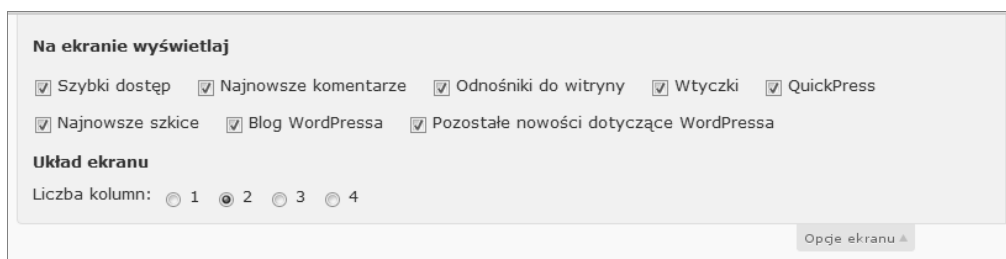 Na ekranie wyświetlaj
Szybki dostęp Najnowsze komentarze Odnośniki do witryny Wtyczki QuickPress
Najnowsze szkice Blog WordPressa Pozostałe nowości dotyczące WordPressa
Układ ekranu
Liczba kolumn: 1 2 3 4
Opcje ekranu